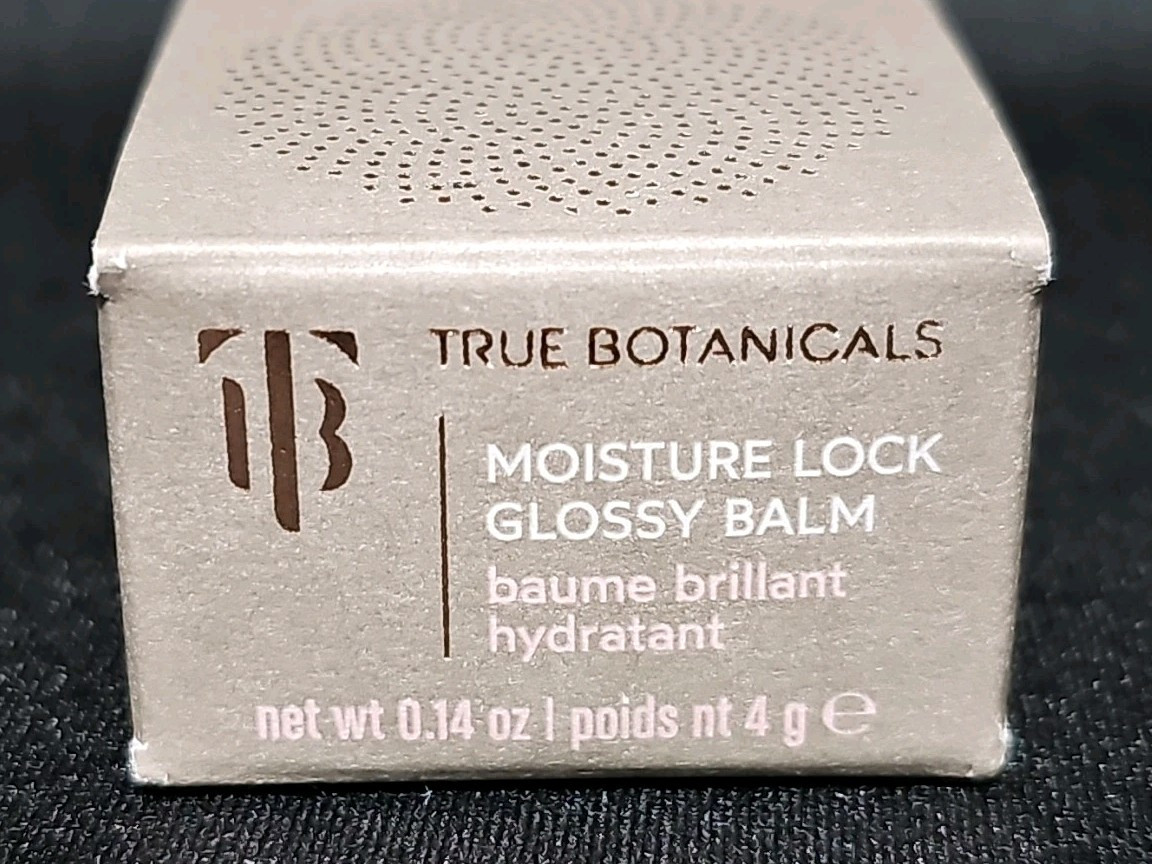 TB
TRUE BOTANICALS
MOISTURE LOCK
GLOSSY BALM
baume brillant
hydratant
net wt 0.14 oz | poids nt 4 g ℮